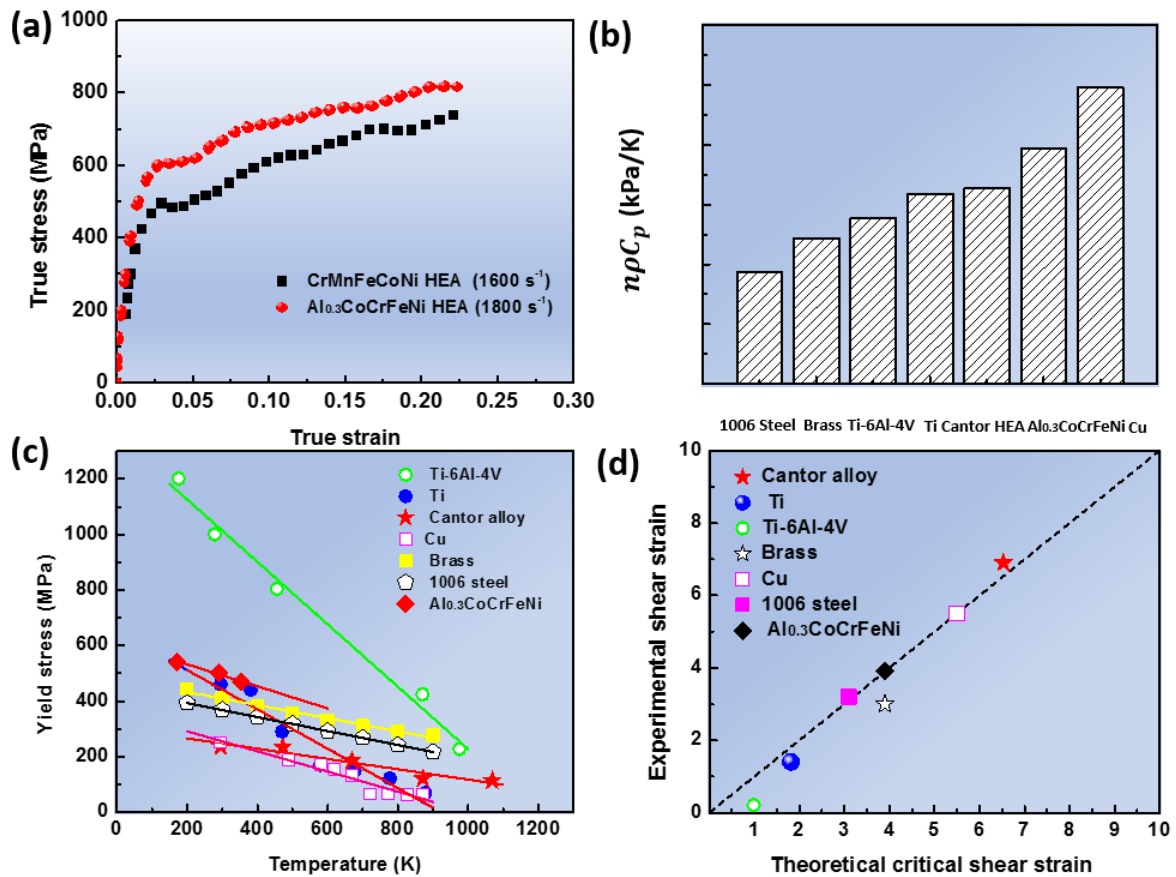 (a)
1000
800
600
400
200
0
True stress (MPa)
CrMnFeCoNi HEA (1600 s⁻¹)
Al₀.₃CoCrFeNi HEA (1800 s⁻¹)
0.00 0.05 0.10 0.15 0.20 0.25 0.30
True strain
(b)
nρCₚ (kPa/K)
1006 Steel Brass Ti-6Al-4V Ti Cantor HEA Al₀.₃CoCrFeNi Cu
(c)
1200
1000
800
600
400
200
0
Yield stress (MPa)
Ti-6Al-4V
Ti
Cantor alloy
Cu
Brass
1006 steel
Al₀.₃CoCrFeNi
0 200 400 600 800 1000
Temperature (K)
(d)
10
8
6
4
2
0
Experimental shear strain
Cantor alloy
Ti
Ti-6Al-4V
Brass
Cu
1006 steel
Al₀.₃CoCrFeNi
1 2 3 4 5 6 7 8 9 10
Theoretical critical shear strain